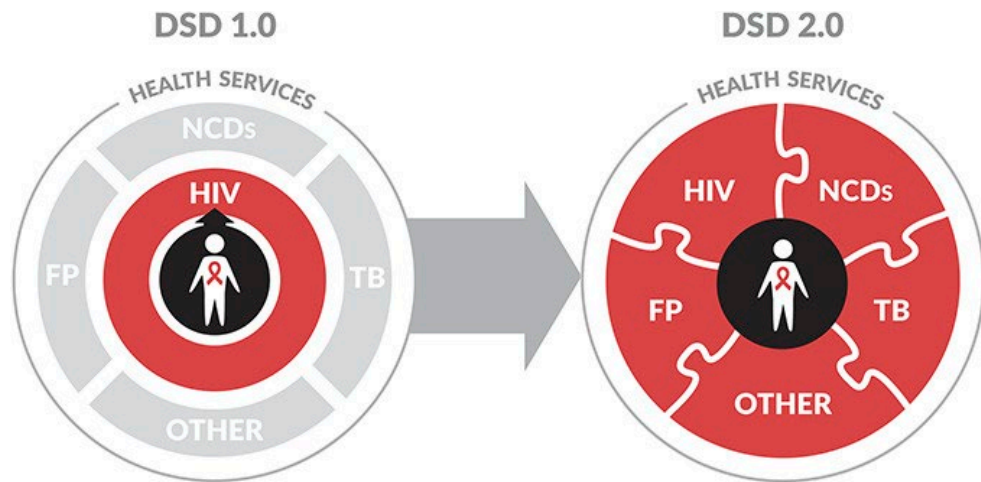 DSD 1.0
HEALTH SERVICES
NCDs
HIV
FP
TB
OTHER
DSD 2.0
HEALTH SERVICES
HIV
NCDs
FP
TB
OTHER